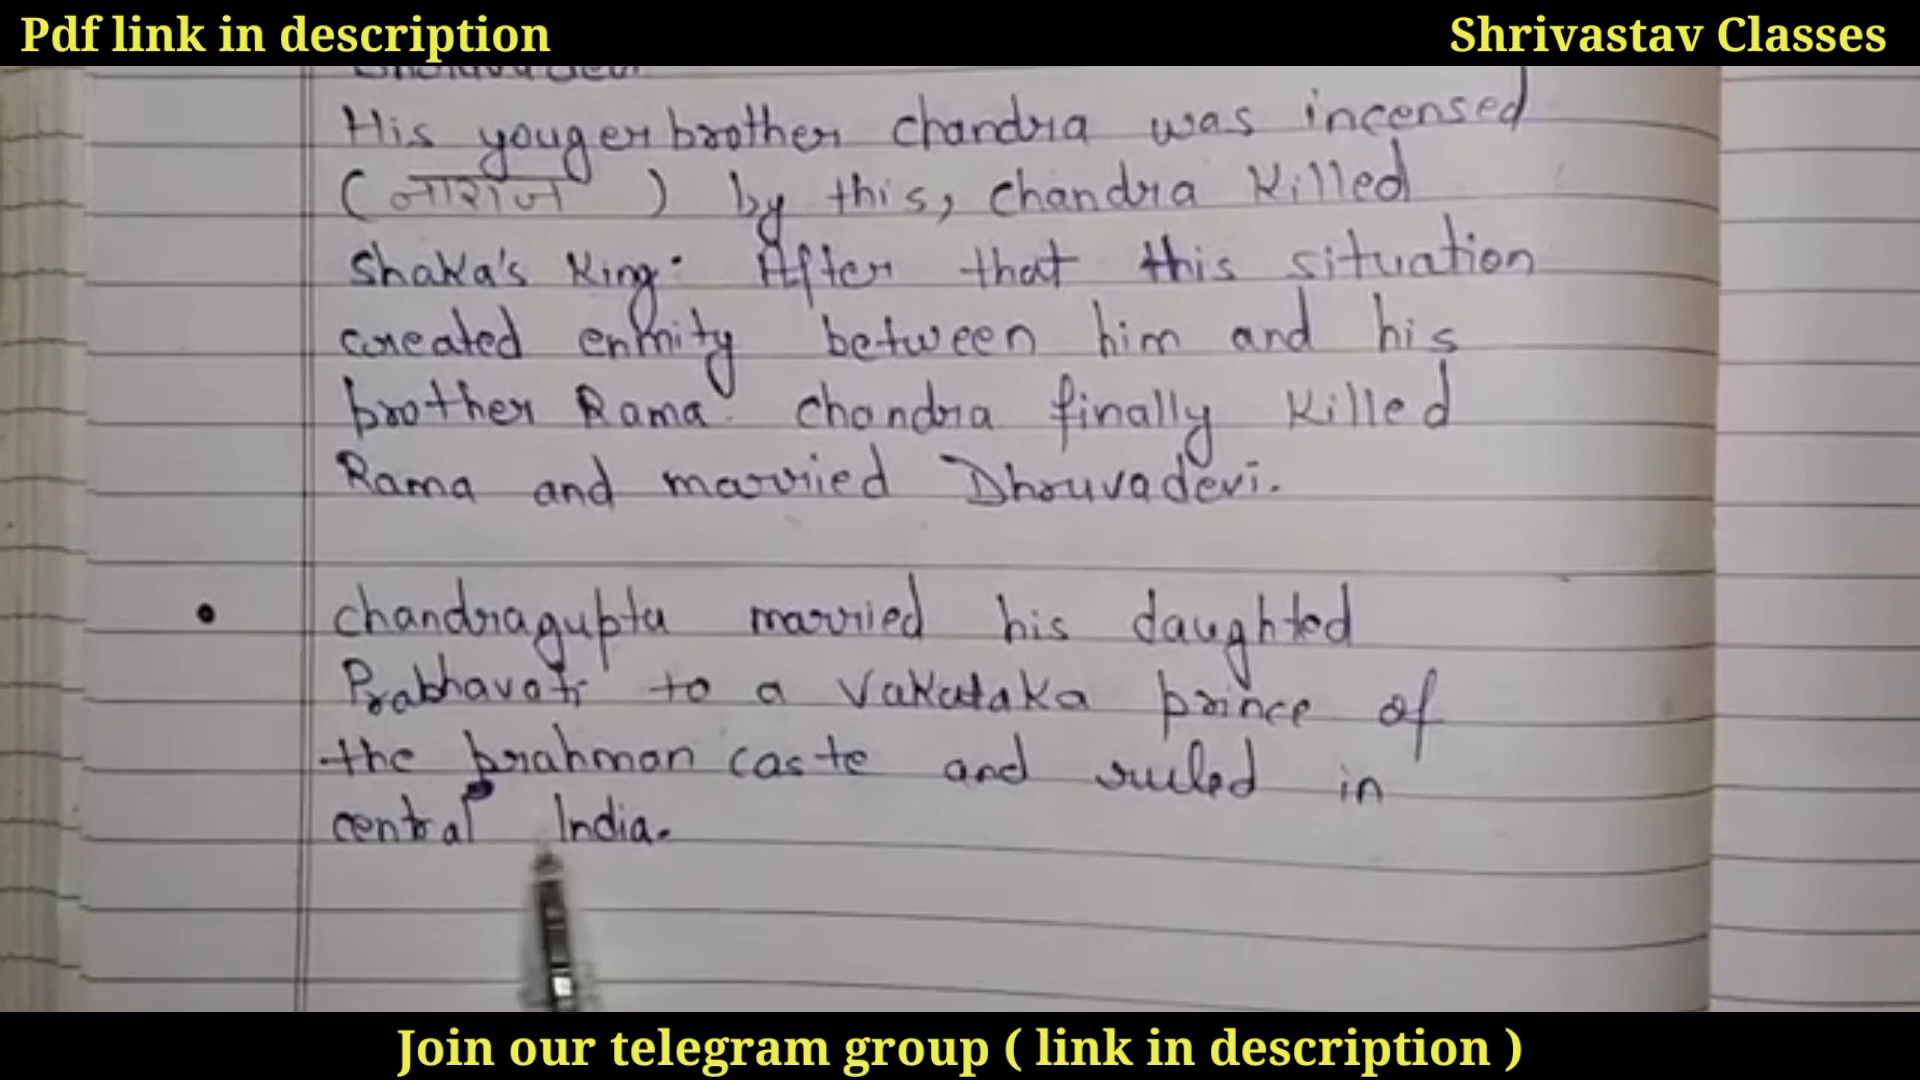 Pdf link in description
Shrivastav Classes
His youger brother chandra was incensed
(नाराज) by this, chandra killed
Shaka's King. After that this situation
created enmity between him and his
brother Rama. Chandra finally killed
Rama and married Dhruvadevi.
• chandragupta married his daughted
Prabhavati to a Vakataka prince of
the brahman caste and ruled in
central India.
Join our telegram group ( link in description )